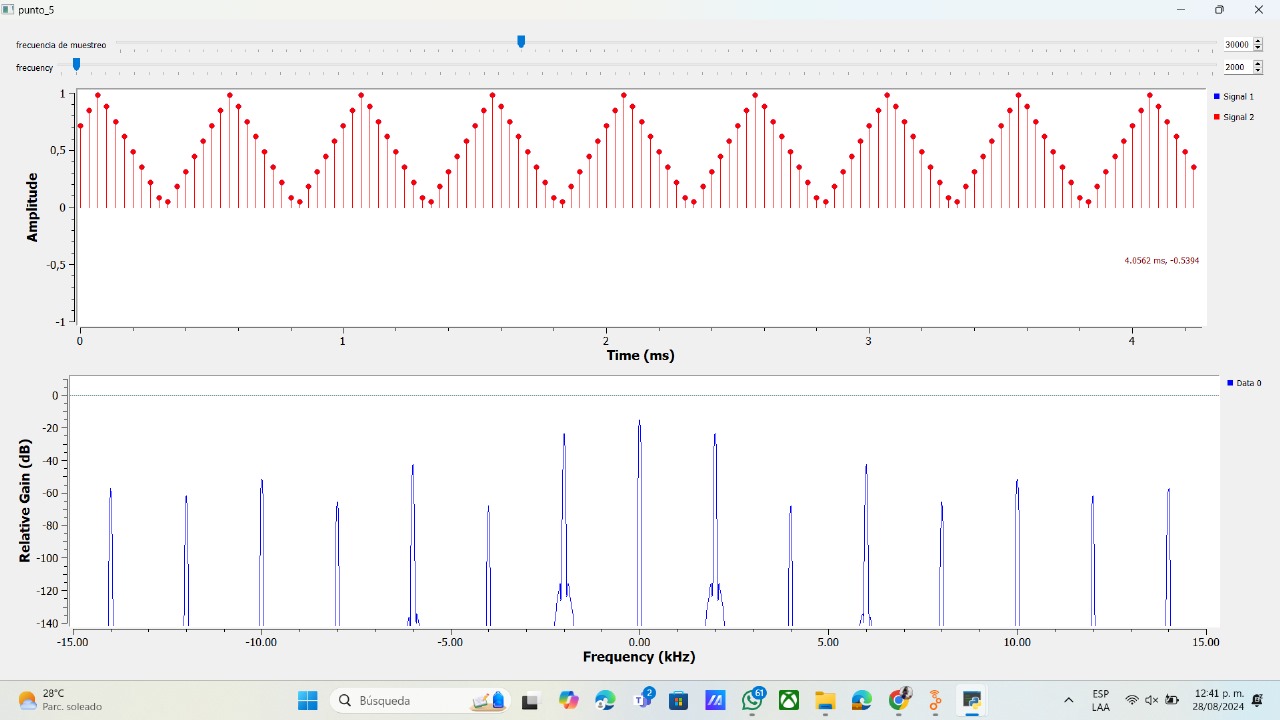 punto_5
frecuencia de muestreo
30000
frecuency
2000
1
0,5
0
-0,5
-1
Amplitude
Signal 1
Signal 2
4.0562 ms, -0.5394
0 1 2 3 4
Time (ms)
0
-20
-40
-60
-80
-100
-120
-140
Relative Gain (dB)
Data 0
-15.00 -10.00 -5.00 0.00 5.00 10.00 15.00
Frequency (kHz)
28°C
Parc. soleado
Búsqueda
2
61
ESP
LAA
12:41 p. m.
28/08/2024